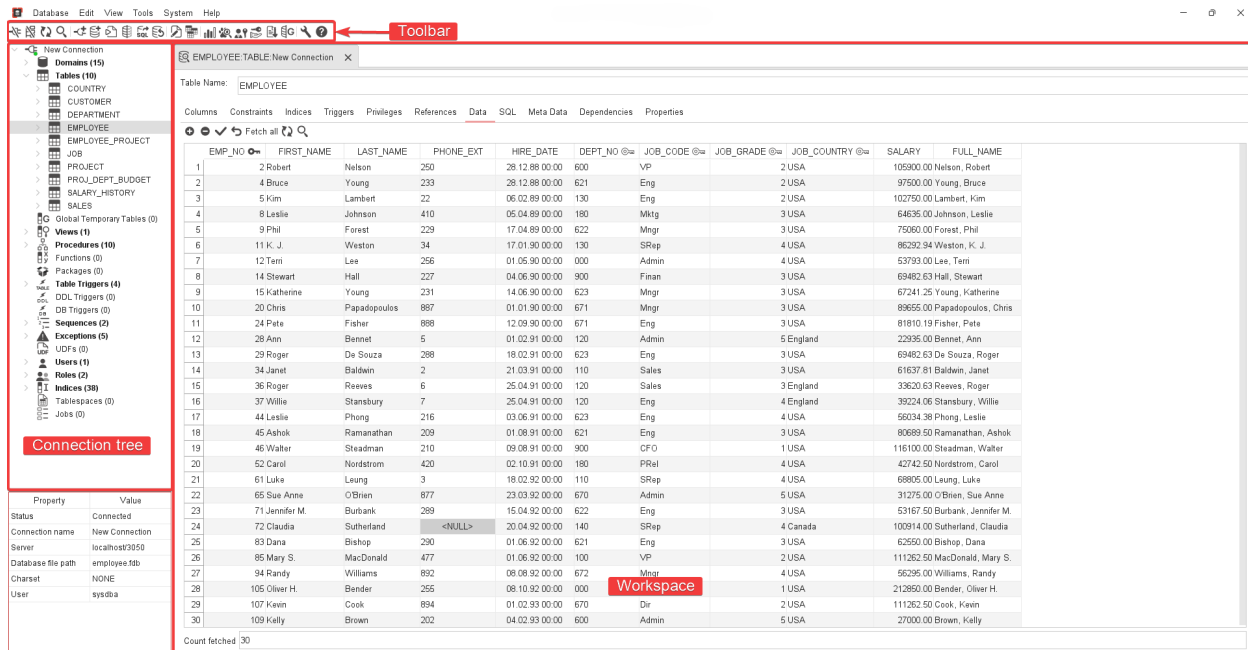 Database Edit View Tools System Help
Toolbar
New Connection
Domains (15)
Tables (10)
COUNTRY
CUSTOMER
DEPARTMENT
EMPLOYEE
EMPLOYEE_PROJECT
JOB
PROJECT
PROJ_DEPT_BUDGET
SALARY_HISTORY
SALES
Global Temporary Tables (0)
Views (1)
Procedures (10)
Functions (0)
Packages (0)
Table Triggers (4)
DDL Triggers (0)
DB Triggers (0)
Sequences (2)
Exceptions (5)
UDFs (0)
Users (1)
Roles (2)
Indices (38)
Tablespaces (0)
Jobs (0)
Connection tree
Property Value
Status Connected
Connection name New Connection
Server localhost/3050
Database file path employee.fdb
Charset NONE
User sysdba
EMPLOYEE:TABLE:New Connection
Table Name: EMPLOYEE
Columns Constraints Indices Triggers Privileges References Data SQL Meta Data Dependencies Properties
Fetch all
EMP_NO FIRST_NAME LAST_NAME PHONE_EXT HIRE_DATE DEPT_NO JOB_CODE JOB_GRADE JOB_COUNTRY SALARY FULL_NAME
1 2 Robert Nelson 250 28.12.88 00:00 600 VP 2 USA 105900.00 Nelson, Robert
2 4 Bruce Young 233 28.12.88 00:00 621 Eng 2 USA 97500.00 Young, Bruce
3 5 Kim Lambert 22 06.02.89 00:00 130 Eng 2 USA 102750.00 Lambert, Kim
4 8 Leslie Johnson 410 05.04.89 00:00 180 Mktg 3 USA 64635.00 Johnson, Leslie
5 9 Phil Forest 229 17.04.89 00:00 622 Mngr 3 USA 75060.00 Forest, Phil
6 11 K. J. Weston 34 17.01.90 00:00 130 SRep 4 USA 86292.94 Weston, K. J.
7 12 Terri Lee 256 01.05.90 00:00 000 Admin 4 USA 53793.00 Lee, Terri
8 14 Stewart Hall 227 04.06.90 00:00 900 Finan 3 USA 69482.63 Hall, Stewart
9 15 Katherine Young 231 14.06.90 00:00 623 Mngr 3 USA 67241.25 Young, Katherine
10 20 Chris Papadopoulos 887 01.01.90 00:00 671 Mngr 3 USA 89655.00 Papadopoulos, Chris
11 24 Pete Fisher 888 12.09.90 00:00 671 Eng 3 USA 81810.19 Fisher, Pete
12 28 Ann Bennet 5 01.02.91 00:00 120 Admin 5 England 22935.00 Bennet, Ann
13 29 Roger De Souza 288 18.02.91 00:00 623 Eng 3 USA 69482.63 De Souza, Roger
14 34 Janet Baldwin 2 21.03.91 00:00 110 Sales 3 USA 61637.81 Baldwin, Janet
15 36 Roger Reeves 6 25.04.91 00:00 120 Sales 3 England 33620.63 Reeves, Roger
16 37 Willie Stansbury 7 25.04.91 00:00 120 Eng 4 England 39224.06 Stansbury, Willie
17 44 Leslie Phong 216 03.06.91 00:00 623 Eng 4 USA 56034.38 Phong, Leslie
18 45 Ashok Ramanathan 209 01.08.91 00:00 621 Eng 3 USA 80689.50 Ramanathan, Ashok
19 46 Walter Steadman 210 09.08.91 00:00 900 CFO 1 USA 116100.00 Steadman, Walter
20 52 Carol Nordstrom 420 02.10.91 00:00 180 PRel 4 USA 42742.50 Nordstrom, Carol
21 61 Luke Leung 3 18.02.92 00:00 110 SRep 4 USA 68805.00 Leung, Luke
22 65 Sue Anne O'Brien 877 23.03.92 00:00 670 Admin 5 USA 31275.00 O'Brien, Sue Anne
23 71 Jennifer M. Burbank 289 15.04.92 00:00 622 Eng 3 USA 53167.50 Burbank, Jennifer M.
24 72 Claudia Sutherland <NULL> 20.04.92 00:00 140 SRep 4 Canada 100914.00 Sutherland, Claudia
25 83 Dana Bishop 290 01.06.92 00:00 621 Eng 3 USA 62550.00 Bishop, Dana
26 85 Mary S. MacDonald 477 01.06.92 00:00 100 VP 2 USA 111262.50 MacDonald, Mary S.
27 94 Randy Williams 892 08.08.92 00:00 672 Mngr 4 USA 56295.00 Williams, Randy
28 105 Oliver H. Bender 255 08.10.92 00:00 000 1 USA 212850.00 Bender, Oliver H.
Workspace
29 107 Kevin Cook 894 01.02.93 00:00 670 Dir 2 USA 111262.50 Cook, Kevin
30 109 Kelly Brown 202 04.02.93 00:00 600 Admin 5 USA 27000.00 Brown, Kelly
Count fetched 30